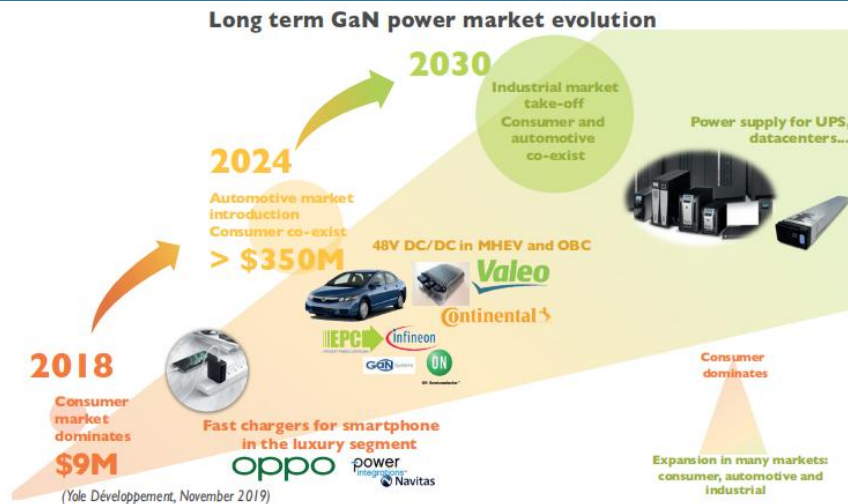 Long term GaN power market evolution
2030
Industrial market
take-off
Consumer and
automotive
co-exist
Power supply for UPS,
datacenters...
2024
Automotive market
introduction
Consumer co-exist
> $350M
48V DC/DC in MHEV and OBC
Valeo
Continental
EPC
infineon
GaN Systems
ON
ON Semiconductor
2018
Consumer
market
dominates
$9M
Fast chargers for smartphone
in the luxury segment
oppo
power
integrations
Navitas
Consumer
dominates
Expansion in many markets:
consumer, automotive and
industrial
(Yole Développement, November 2019)